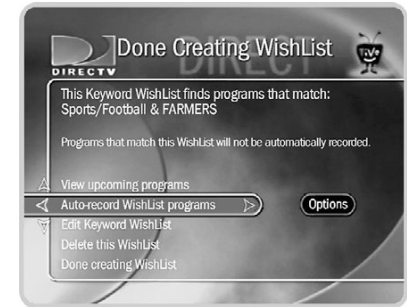 Done Creating WishList
TiVo
DIRECTV
This Keyword WishList finds programs that match:
Sports/Football & FARMERS
Programs that match this WishList will not be automatically recorded.
View upcoming programs
Auto-record WishList programs
Options
Edit Keyword WishList
Delete this WishList
Done creating WishList